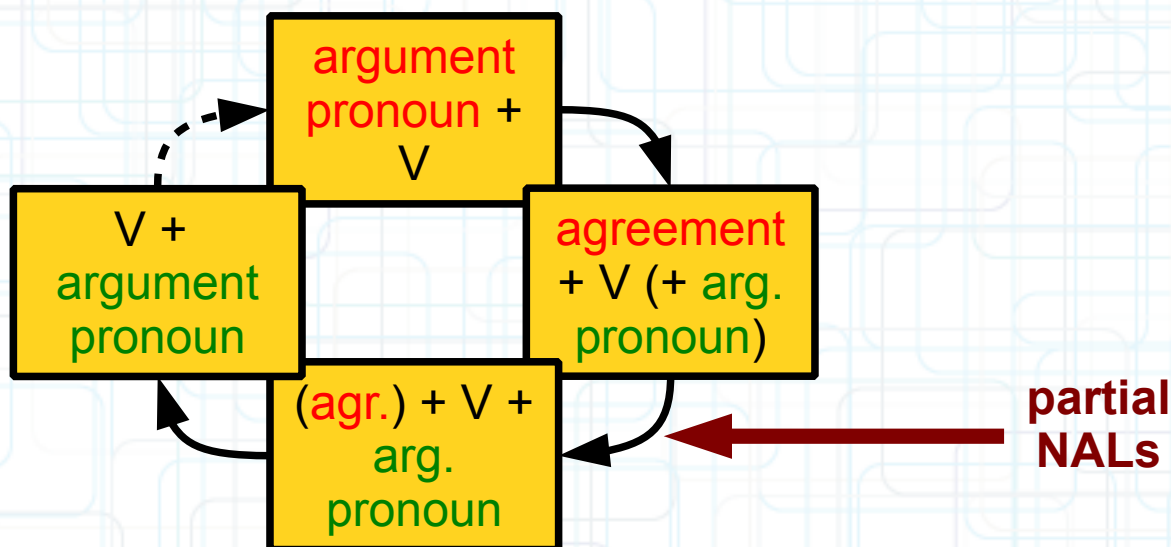 argument
pronoun +
V
agreement
+ V (+ arg.
pronoun)
(agr.) + V +
arg.
pronoun
V +
argument
pronoun
partial
NALs